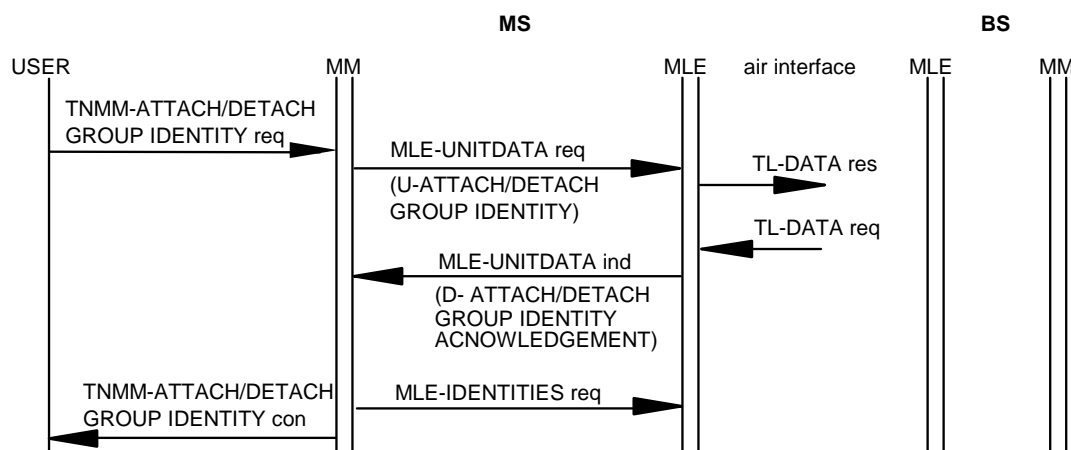 MS
BS
USER
MM
MLE
air interface
MLE
MM
TNMM-ATTACH/DETACH
GROUP IDENTITY req
MLE-UNITDATA req
(U-ATTACH/DETACH
GROUP IDENTITY)
TL-DATA res
TL-DATA req
MLE-UNITDATA ind
(D- ATTACH/DETACH
GROUP IDENTITY
ACNOWLEDGEMENT)
TNMM-ATTACH/DETACH
GROUP IDENTITY con
MLE-IDENTITIES req